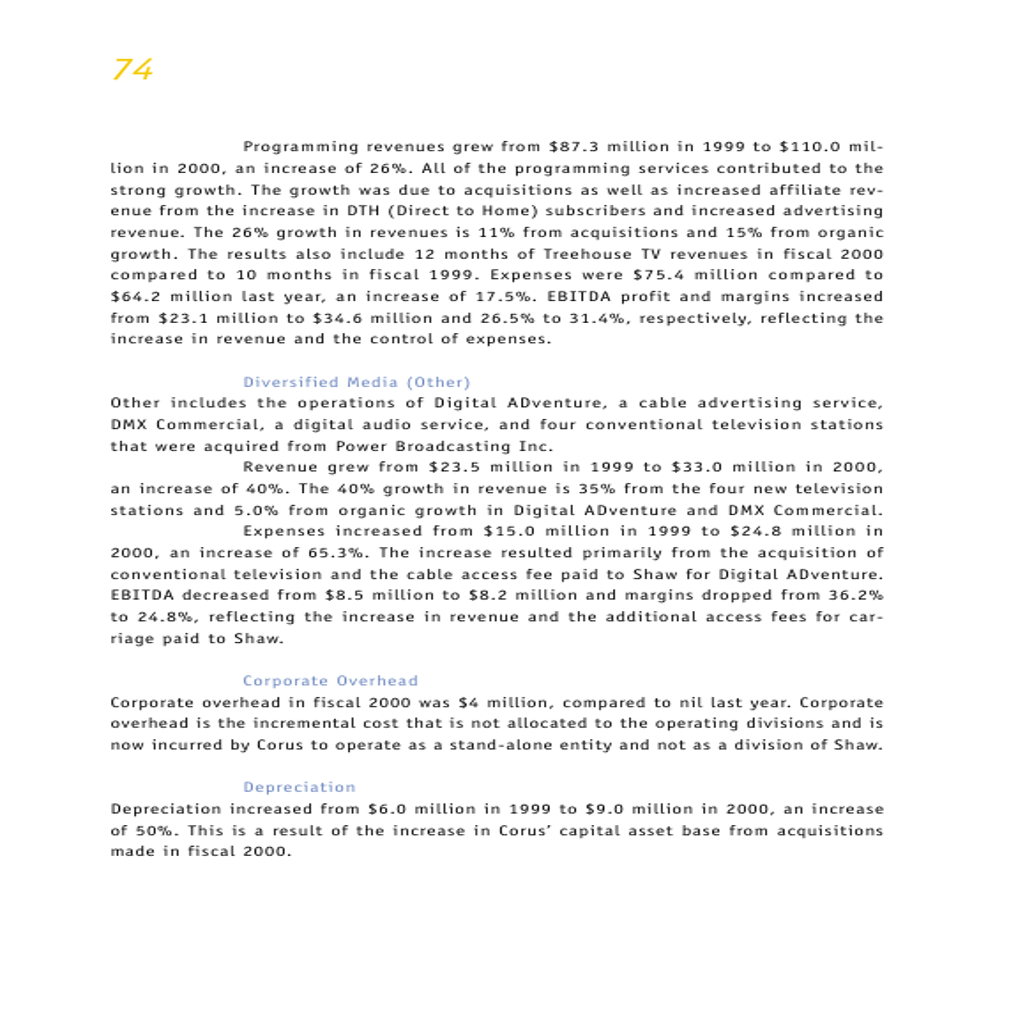 74
Programming revenues grew from $87.3 million in 1999 to $110.0 mil-
lion in 2000, an increase of 26%. All of the programming services contributed to the
strong growth. The growth was due to acquisitions as well as increased affiliate rev-
enue from the increase in DTH (Direct to Home) subscribers and increased advertising
revenue. The 26% growth in revenues is 11% from acquisitions and 15% from organic
growth. The results also include 12 months of Treehouse TV revenues in fiscal 2000
compared to 10 months in fiscal 1999. Expenses were $75.4 million compared to
$64.2 million last year, an increase of 17.5%. EBITDA profit and margins increased
from $23.1 million to $34.6 million and 26.5% to 31.4%, respectively, reflecting the
increase in revenue and the control of expenses.
Diversified Media (Other)
Other includes the operations of Digital ADventure, a cable advertising service,
DMX Commercial, a digital audio service, and four conventional television stations
that were acquired from Power Broadcasting Inc.
Revenue grew from $23.5 million in 1999 to $33.0 million in 2000,
an increase of 40%. The 40% growth in revenue is 35% from the four new television
stations and 5.0% from organic growth in Digital ADventure and DMX Commercial.
Expenses increased from $15.0 million in 1999 to $24.8 million in
2000, an increase of 65.3%. The increase resulted primarily from the acquisition of
conventional television and the cable access fee paid to Shaw for Digital ADventure.
EBITDA decreased from $8.5 million to $8.2 million and margins dropped from 36.2%
to 24.8%, reflecting the increase in revenue and the additional access fees for car-
riage paid to Shaw.
Corporate Overhead
Corporate overhead in fiscal 2000 was $4 million, compared to nil last year. Corporate
overhead is the incremental cost that is not allocated to the operating divisions and is
now incurred by Corus to operate as a stand-alone entity and not as a division of Shaw.
Depreciation
Depreciation increased from $6.0 million in 1999 to $9.0 million in 2000, an increase
of 50%. This is a result of the increase in Corus’ capital asset base from acquisitions
made in fiscal 2000.